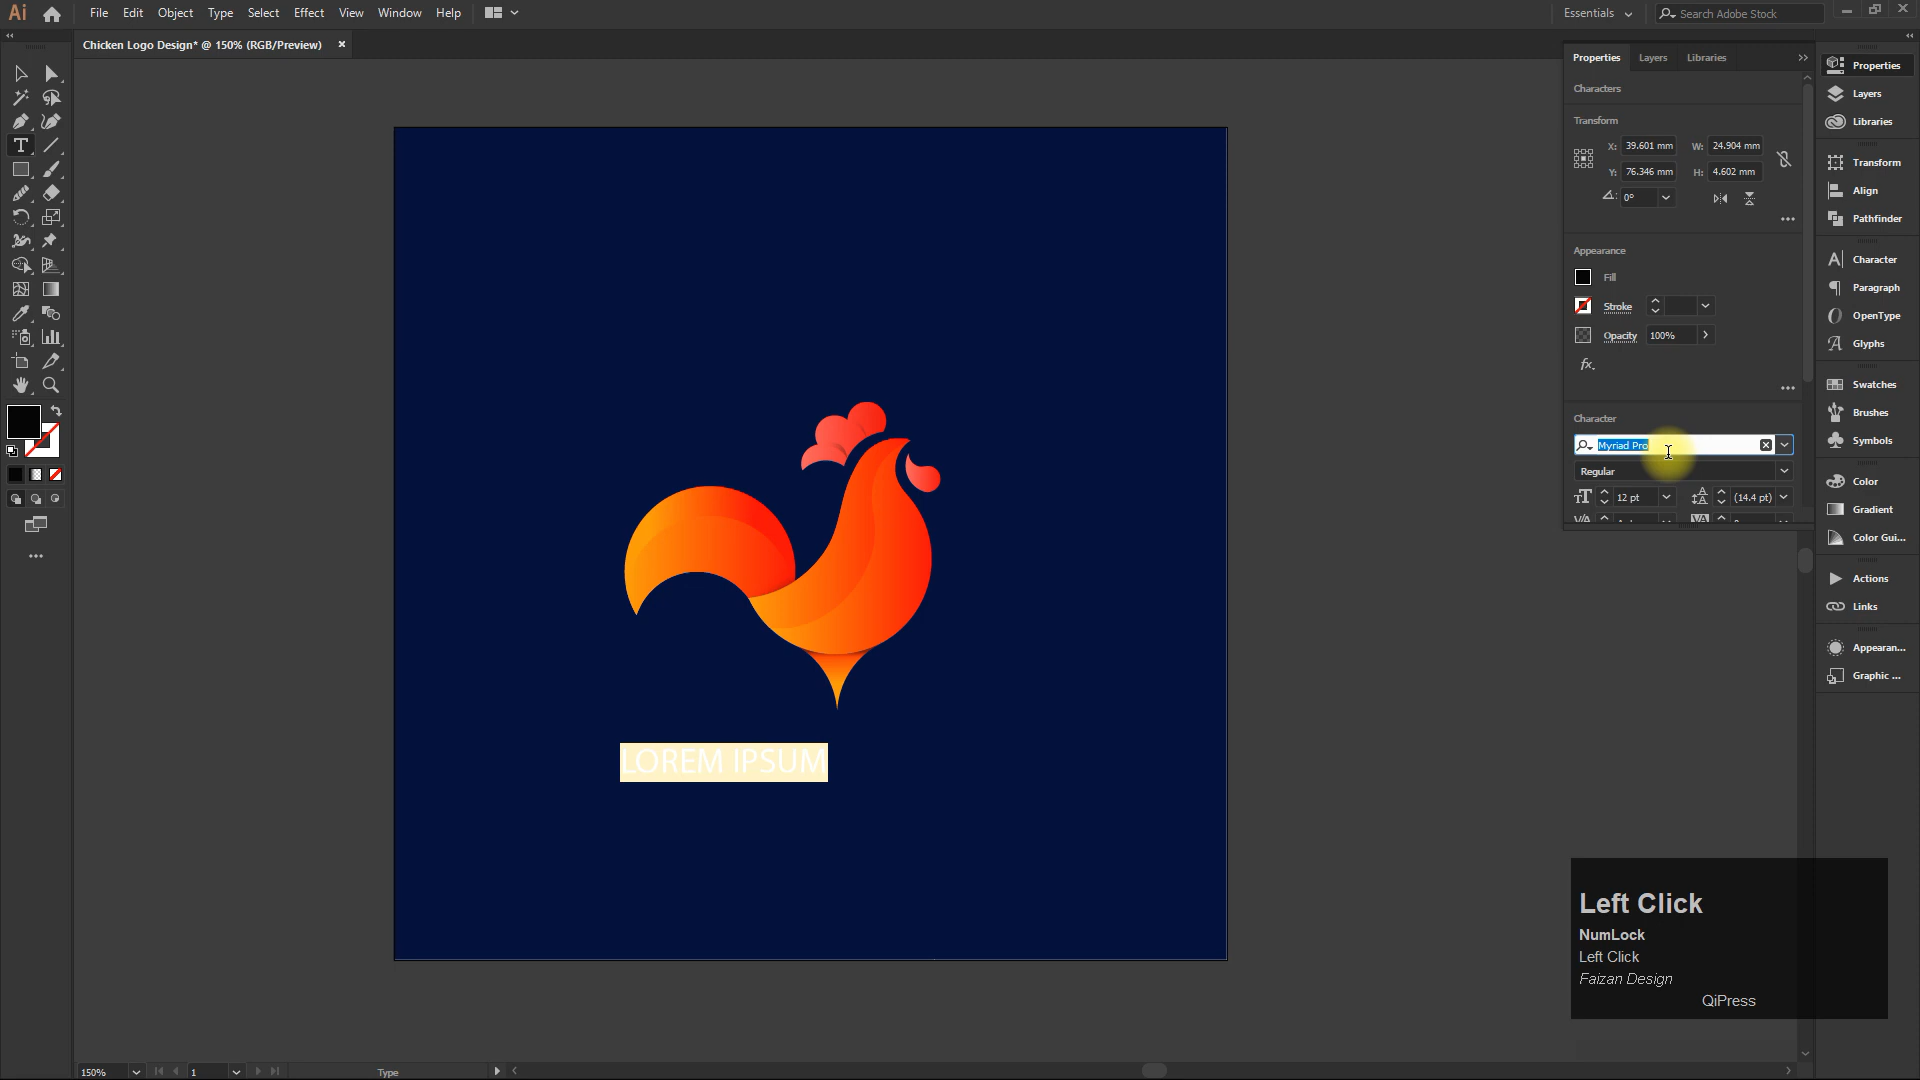 Ai File Edit Object Type Select Effect View Window Help Essentials Search Adobe Stock
Chicken Logo Design* @ 150% (RGB/Preview)
Properties Layers Libraries
Characters
Transform
X: 39.601 mm W: 24.904 mm
Y: 76.346 mm H: 4.602 mm
0°
Appearance
Fill
Stroke
Opacity 100%
fx.
Character
Myriad Pro
Regular
12 pt (14.4 pt)
Properties
Layers
Libraries
Transform
Align
Pathfinder
Character
Paragraph
OpenType
Glyphs
Swatches
Brushes
Symbols
Color
Gradient
Color Gui...
Actions
Links
Appearan...
Graphic ...
LOREM IPSUM
Left Click
NumLock
Left Click
Faizan Design
QiPress
150% 1 Type